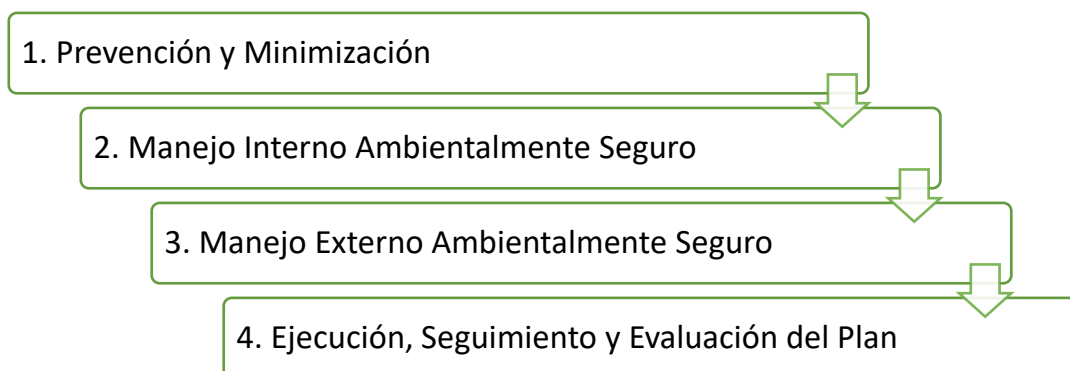 1. Prevención y Minimización
2. Manejo Interno Ambientalmente Seguro
3. Manejo Externo Ambientalmente Seguro
4. Ejecución, Seguimiento y Evaluación del Plan